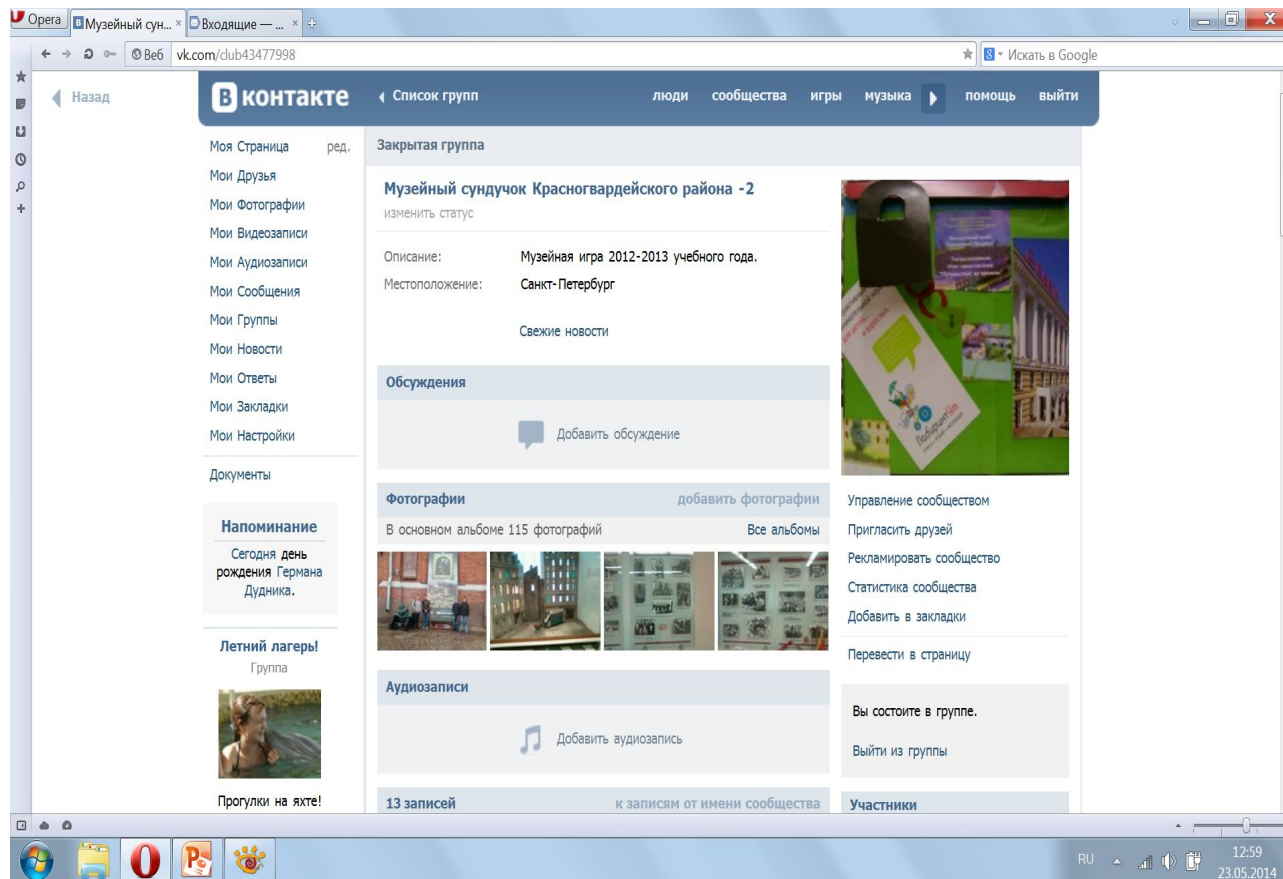 Opera
Музейный сун...
Входящие — ...
Веб
vk.com/club43477998
Искать в Google
Назад
В контакте
Список групп
люди сообщества игры музыка помощь выйти
Моя Страница ред.
Мои Друзья
Мои Фотографии
Мои Видеозаписи
Мои Аудиозаписи
Мои Сообщения
Мои Группы
Мои Новости
Мои Ответы
Мои Закладки
Мои Настройки
Документы
Напоминание
Сегодня день
рождения Германа
Дудника.
Летний лагерь!
Группа
Прогулки на яхте!
Закрытая группа
Музейный сундучок Красногвардейского района -2
изменить статус
Описание: Музейная игра 2012-2013 учебного года.
Местоположение: Санкт-Петербург
Свежие новости
Обсуждения
Добавить обсуждение
Фотографии добавить фотографии
В основном альбоме 115 фотографий Все альбомы
Аудиозаписи
Добавить аудиозапись
13 записей к записям от имени сообщества
Управление сообществом
Пригласить друзей
Рекламировать сообщество
Статистика сообщества
Добавить в закладки
Перевести в страницу
Вы состоите в группе.
Выйти из группы
Участники
RU
12:59
23.05.2014